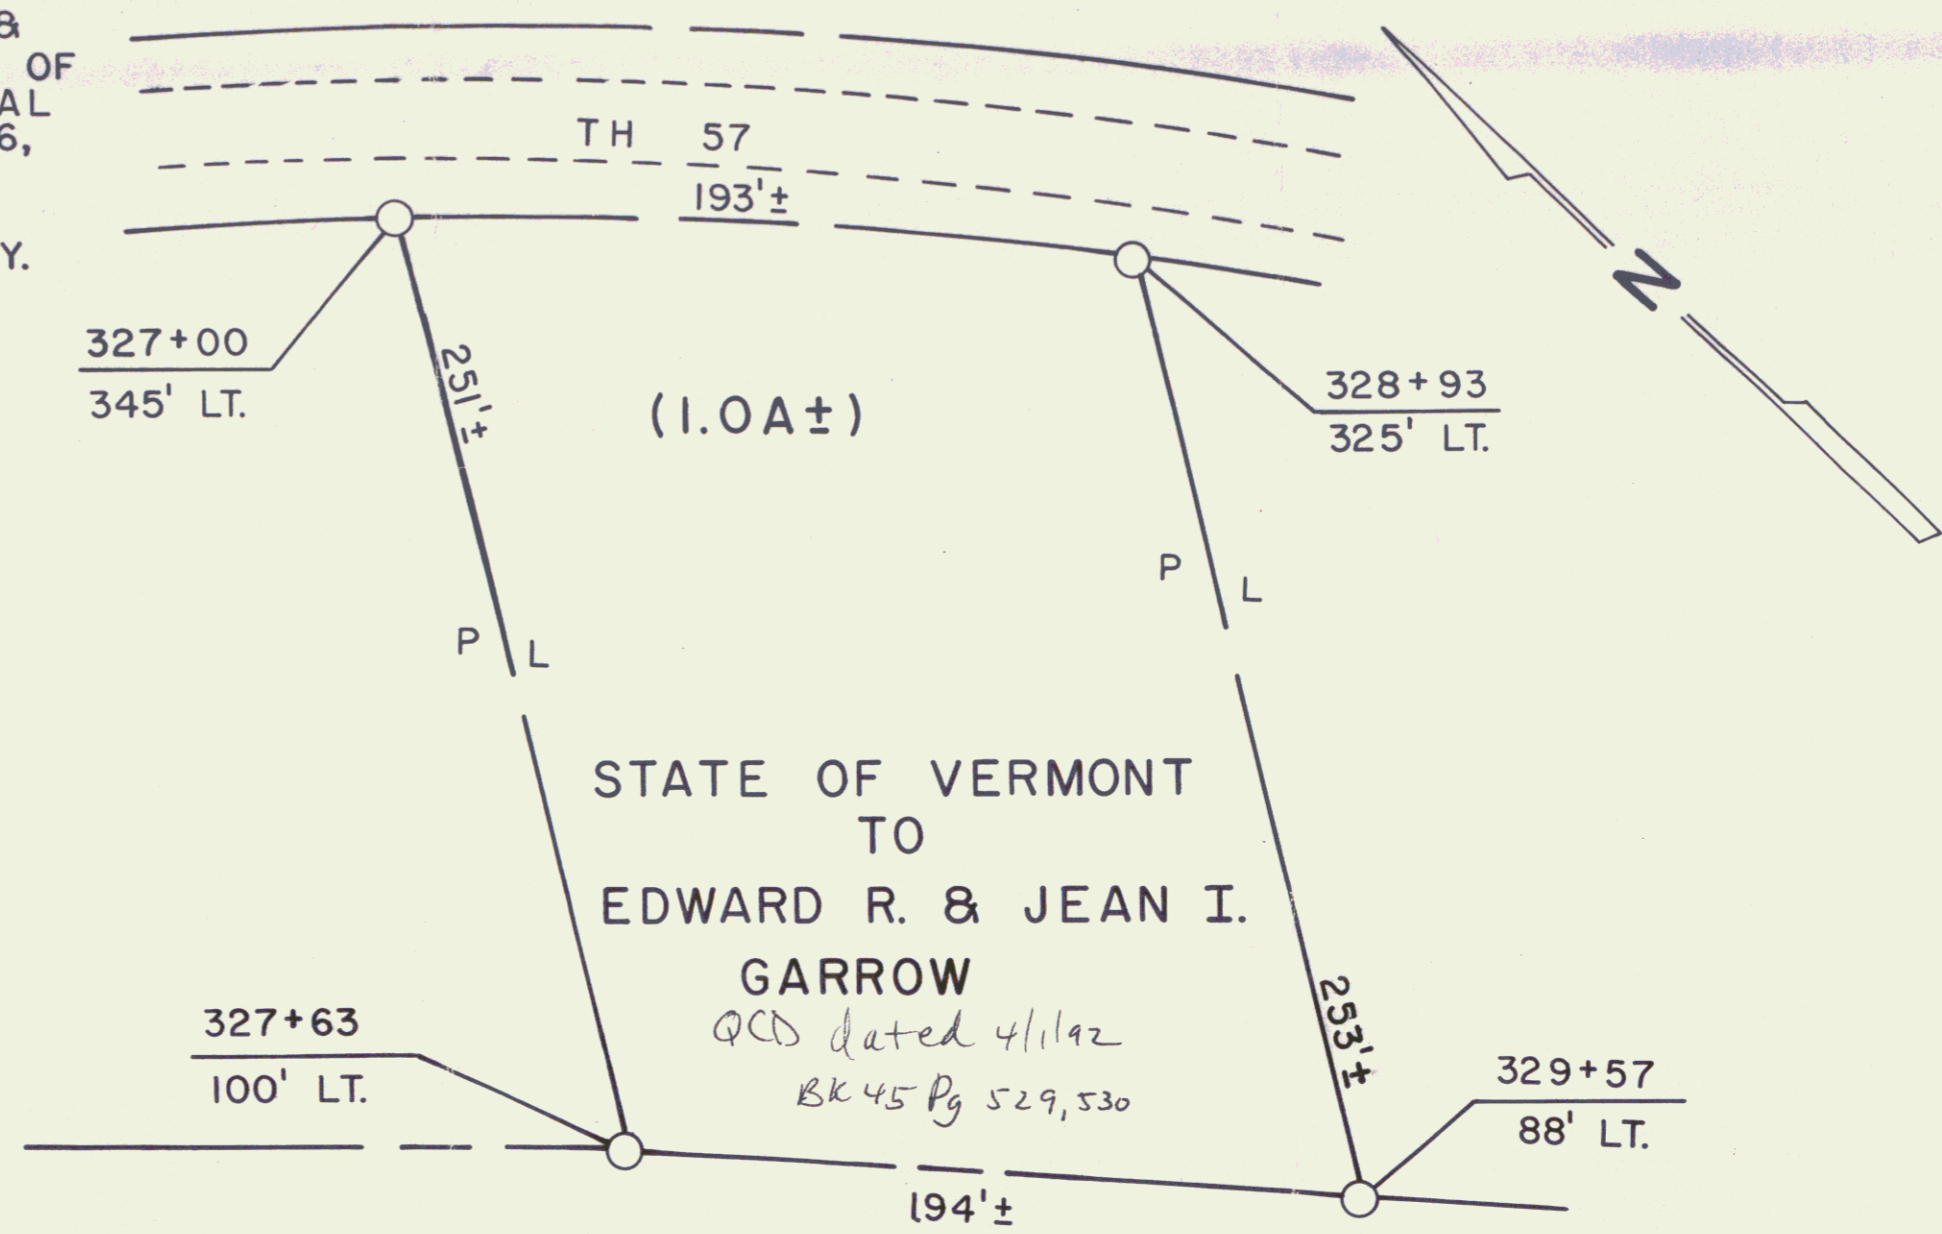 &
OF
AL
6,
Y.
TH 57
193'±
327+00
345' LT.
251'±
(1.0A±)
328+93
325' LT.
N
P L
P L
STATE OF VERMONT
TO
EDWARD R. & JEAN I.
GARROW
QCD dated 4/1/92
BK 45 Pg 529,530
327+63
100' LT.
253'±
329+57
88' LT.
194'±